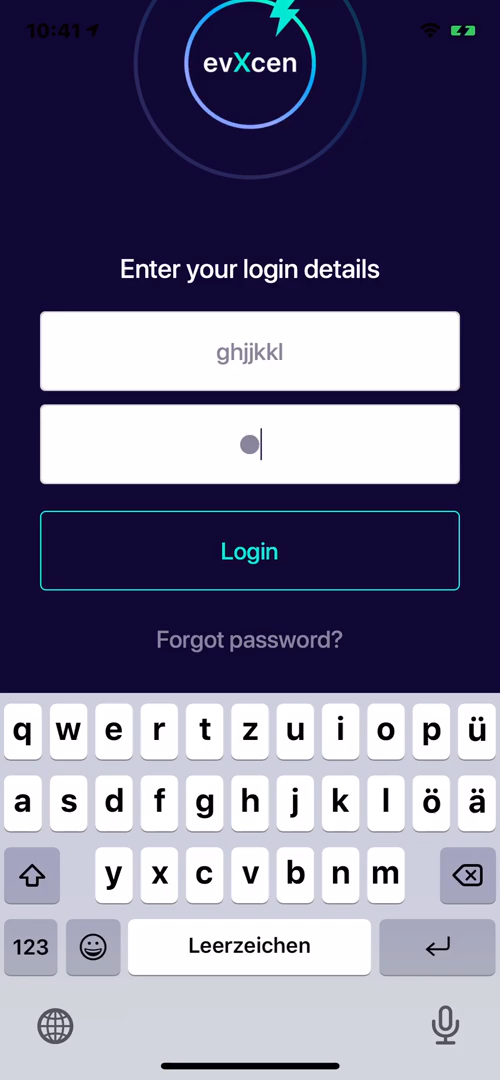 10:41
evXcen
Enter your login details
ghjjkkl
Login
Forgot password?
q w e r t z u i o p ü
a s d f g h j k l ö ä
y x c v b n m
123 Leerzeichen